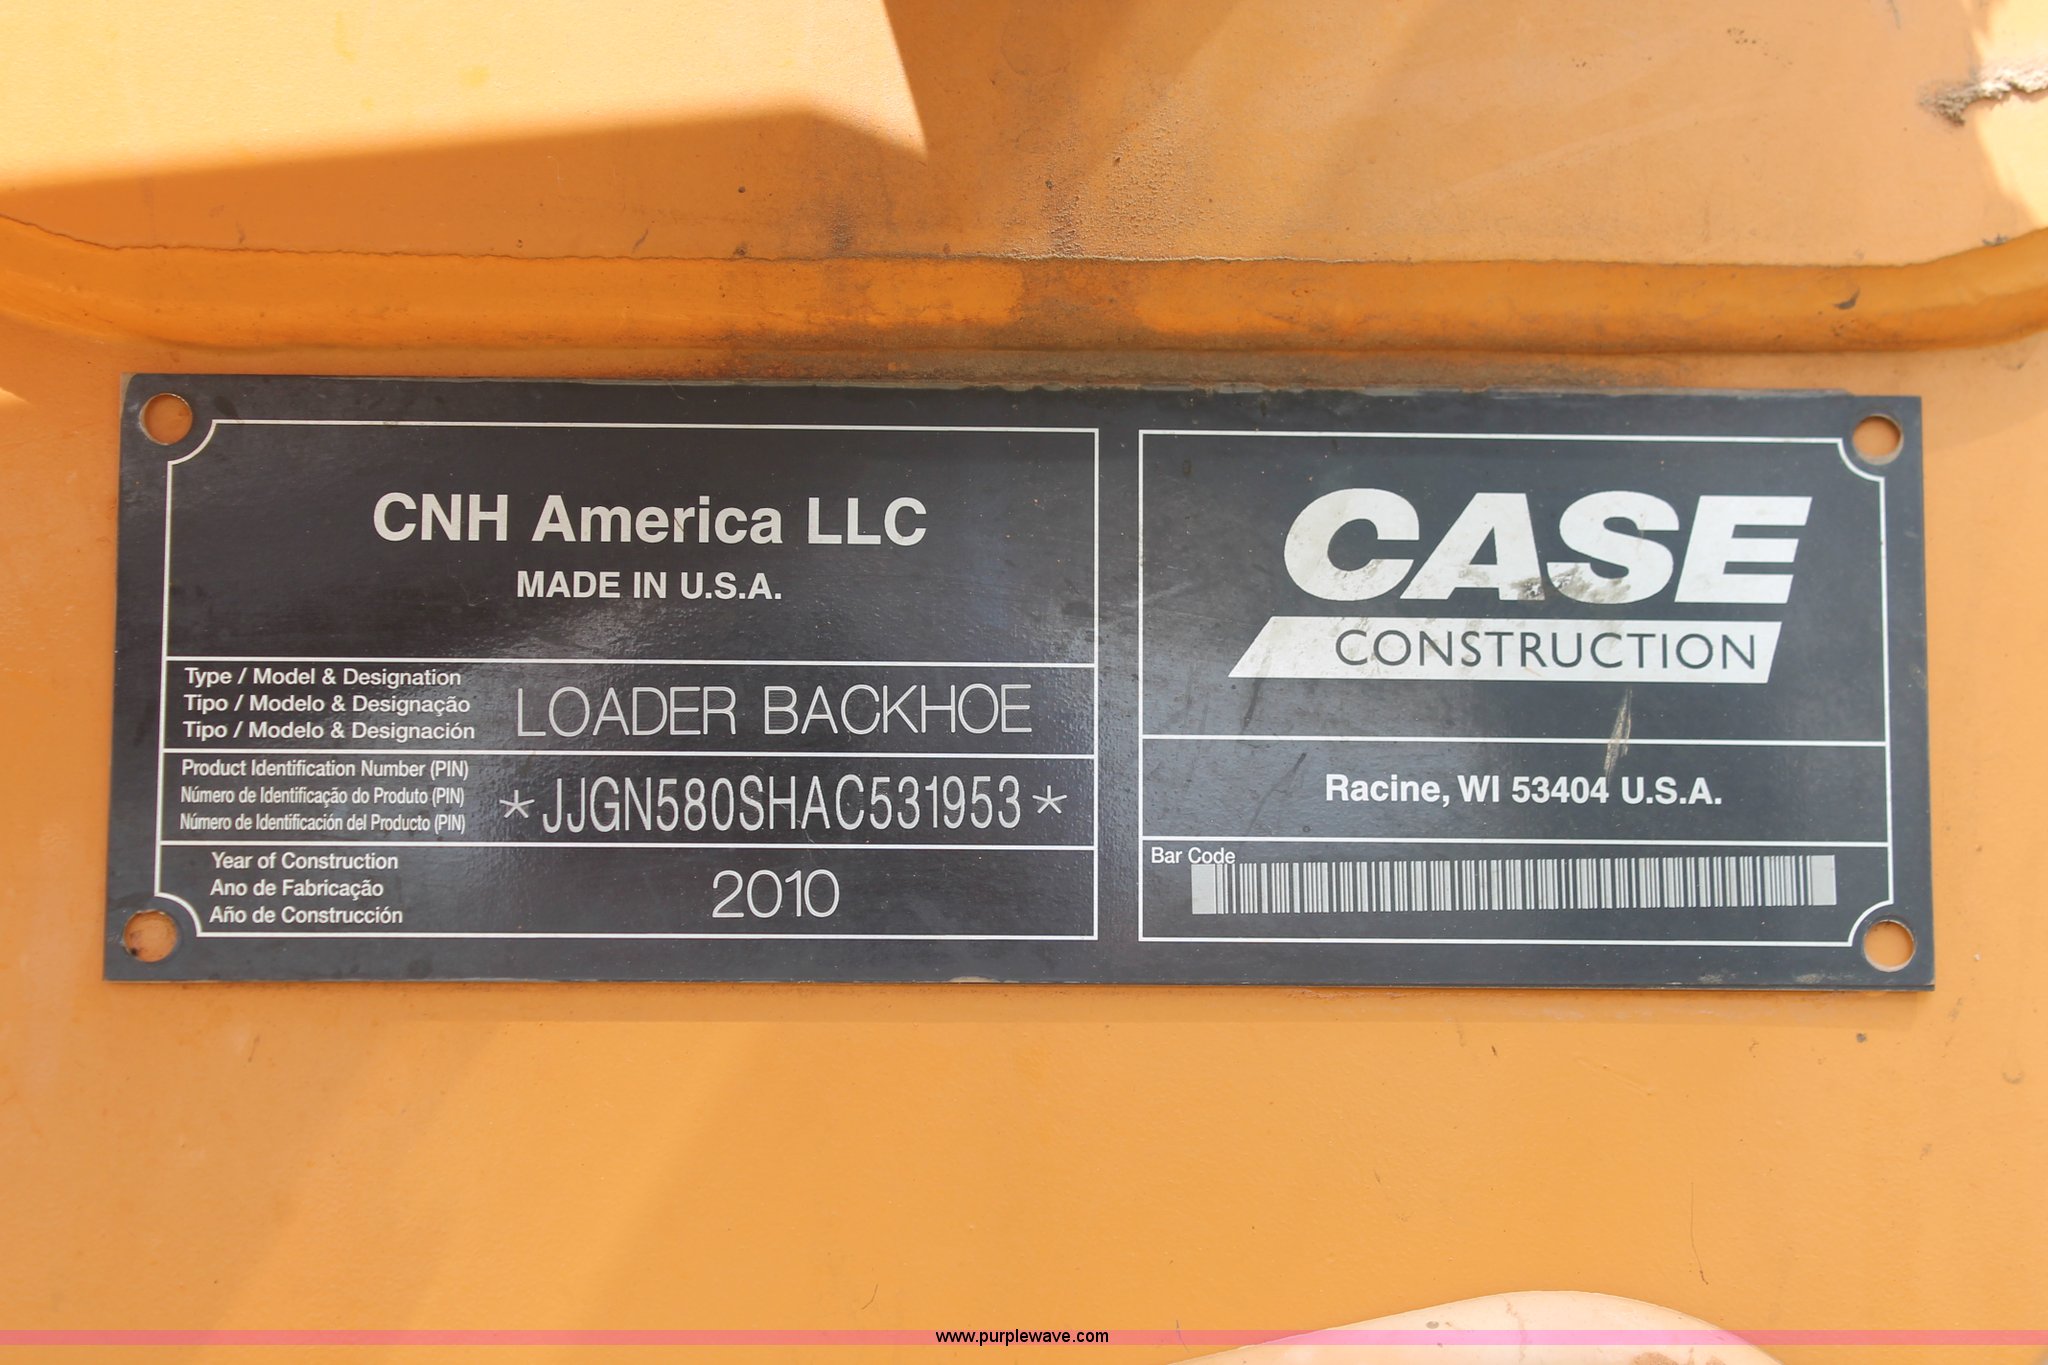 CNH America LLC
MADE IN U.S.A.
Type / Model & Designation
Tipo / Modelo & Designação
Tipo / Modelo & Designación
LOADER BACKHOE
Product Identification Number (PIN)
Número de Identificação do Produto (PIN)
Número de Identificación del Producto (PIN)
*JJGN580SHAC531953*
Year of Construction
Ano de Fabricação
Año de Construcción
2010
CASE
CONSTRUCTION
Racine, WI 53404 U.S.A.
Bar Code
www.purplewave.com